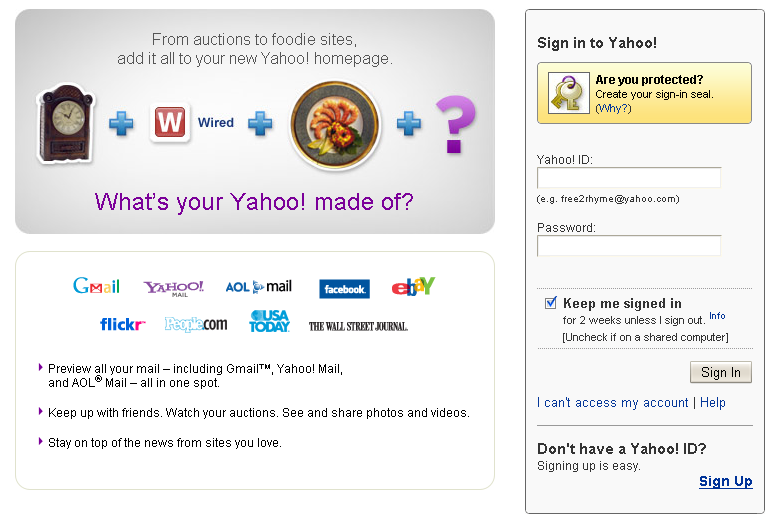 From auctions to foodie sites,
add it all to your new Yahoo! homepage.
W Wired
?
What's your Yahoo! made of?
Gmail YAHOO! MAIL AOL mail facebook. ebaY
flickr People.com USA TODAY. THE WALL STREET JOURNAL.
Preview all your mail – including Gmail™, Yahoo! Mail,
and AOL® Mail – all in one spot.
Keep up with friends. Watch your auctions. See and share photos and videos.
Stay on top of the news from sites you love.
Sign in to Yahoo!
Are you protected?
Create your sign-in seal.
(Why?)
Yahoo! ID:
(e.g. free2rhyme@yahoo.com)
Password:
Keep me signed in
for 2 weeks unless I sign out. Info
[Uncheck if on a shared computer]
Sign In
I can't access my account | Help
Don't have a Yahoo! ID?
Signing up is easy.
Sign Up